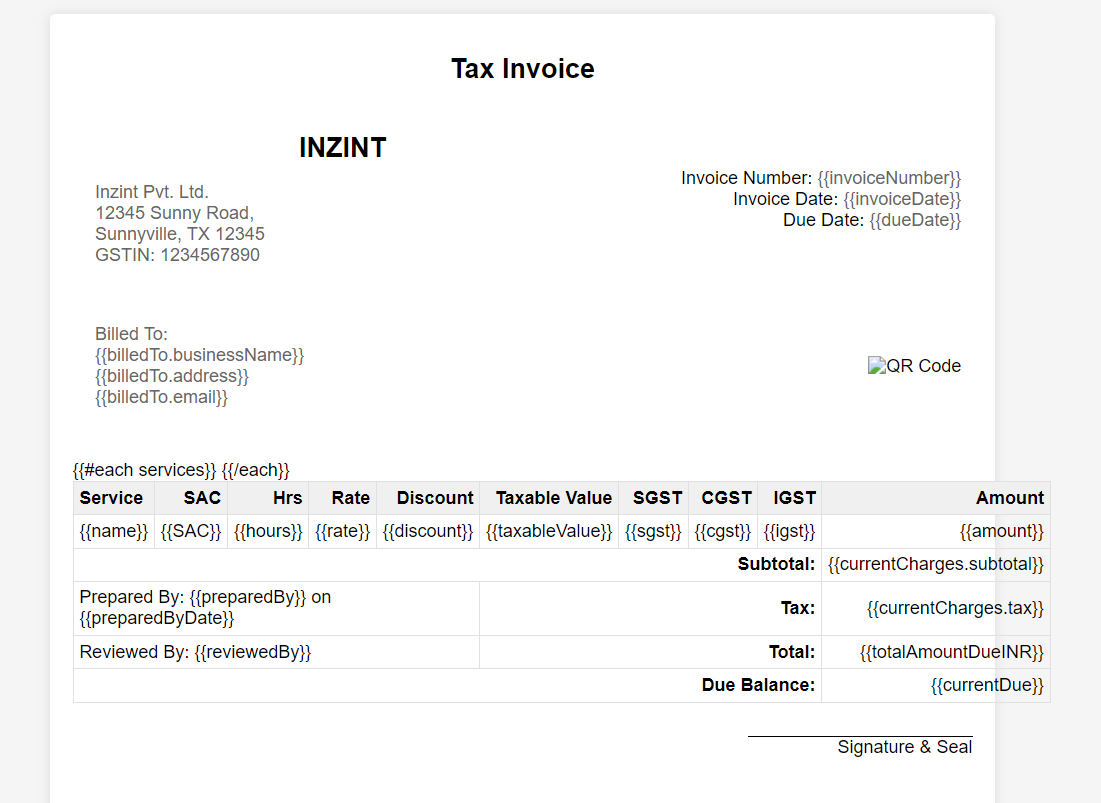 Tax Invoice
INZINT
Inzint Pvt. Ltd.
12345 Sunny Road,
Sunnyville, TX 12345
GSTIN: 1234567890
Invoice Number: {{invoiceNumber}}
Invoice Date: {{invoiceDate}}
Due Date: {{dueDate}}
Billed To:
{{billedTo.businessName}}
{{billedTo.address}}
{{billedTo.email}}
QR Code
{{#each services}} {{/each}}
Service SAC Hrs Rate Discount Taxable Value SGST CGST IGST Amount
{{name}} {{SAC}} {{hours}} {{rate}} {{discount}} {{taxableValue}} {{sgst}} {{cgst}} {{igst}} {{amount}}
Subtotal: {{currentCharges.subtotal}}
Prepared By: {{preparedBy}} on
{{preparedByDate}}
Tax: {{currentCharges.tax}}
Reviewed By: {{reviewedBy}} Total: {{totalAmountDueINR}}
Due Balance: {{currentDue}}
Signature & Seal